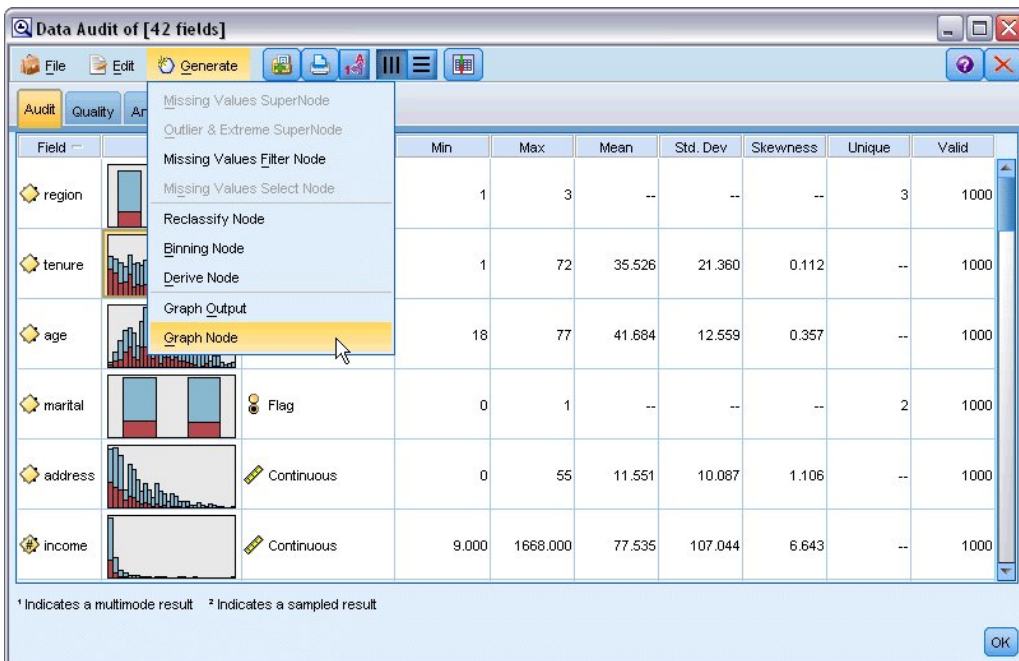 Data Audit of [42 fields]
File Edit Generate
Audit Quality An
Missing Values SuperNode
Outlier & Extreme SuperNode
Missing Values Filter Node
Missing Values Select Node
Reclassify Node
Binning Node
Derive Node
Graph Output
Graph Node
Field Min Max Mean Std. Dev Skewness Unique Valid
region 1 3 -- -- -- 3 1000
tenure 1 72 35.526 21.360 0.112 -- 1000
age 18 77 41.684 12.559 0.357 -- 1000
marital Flag 0 1 -- -- -- 2 1000
address Continuous 0 55 11.551 10.087 1.106 -- 1000
income Continuous 9.000 1668.000 77.535 107.044 6.643 -- 1000
¹ Indicates a multimode result ² Indicates a sampled result
OK